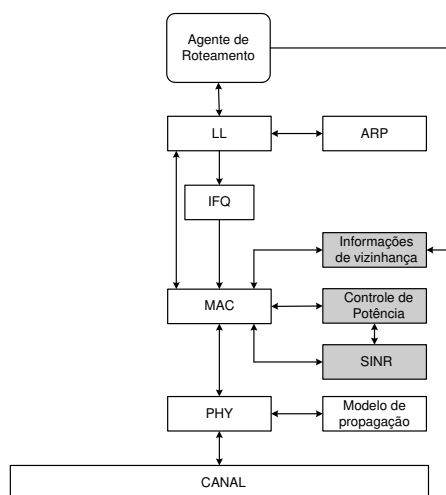 Agente de
Roteamento
LL
ARP
IFQ
Informações
de vizinhança
MAC
Controle de
Potência
SINR
PHY
Modelo de
propagação
CANAL